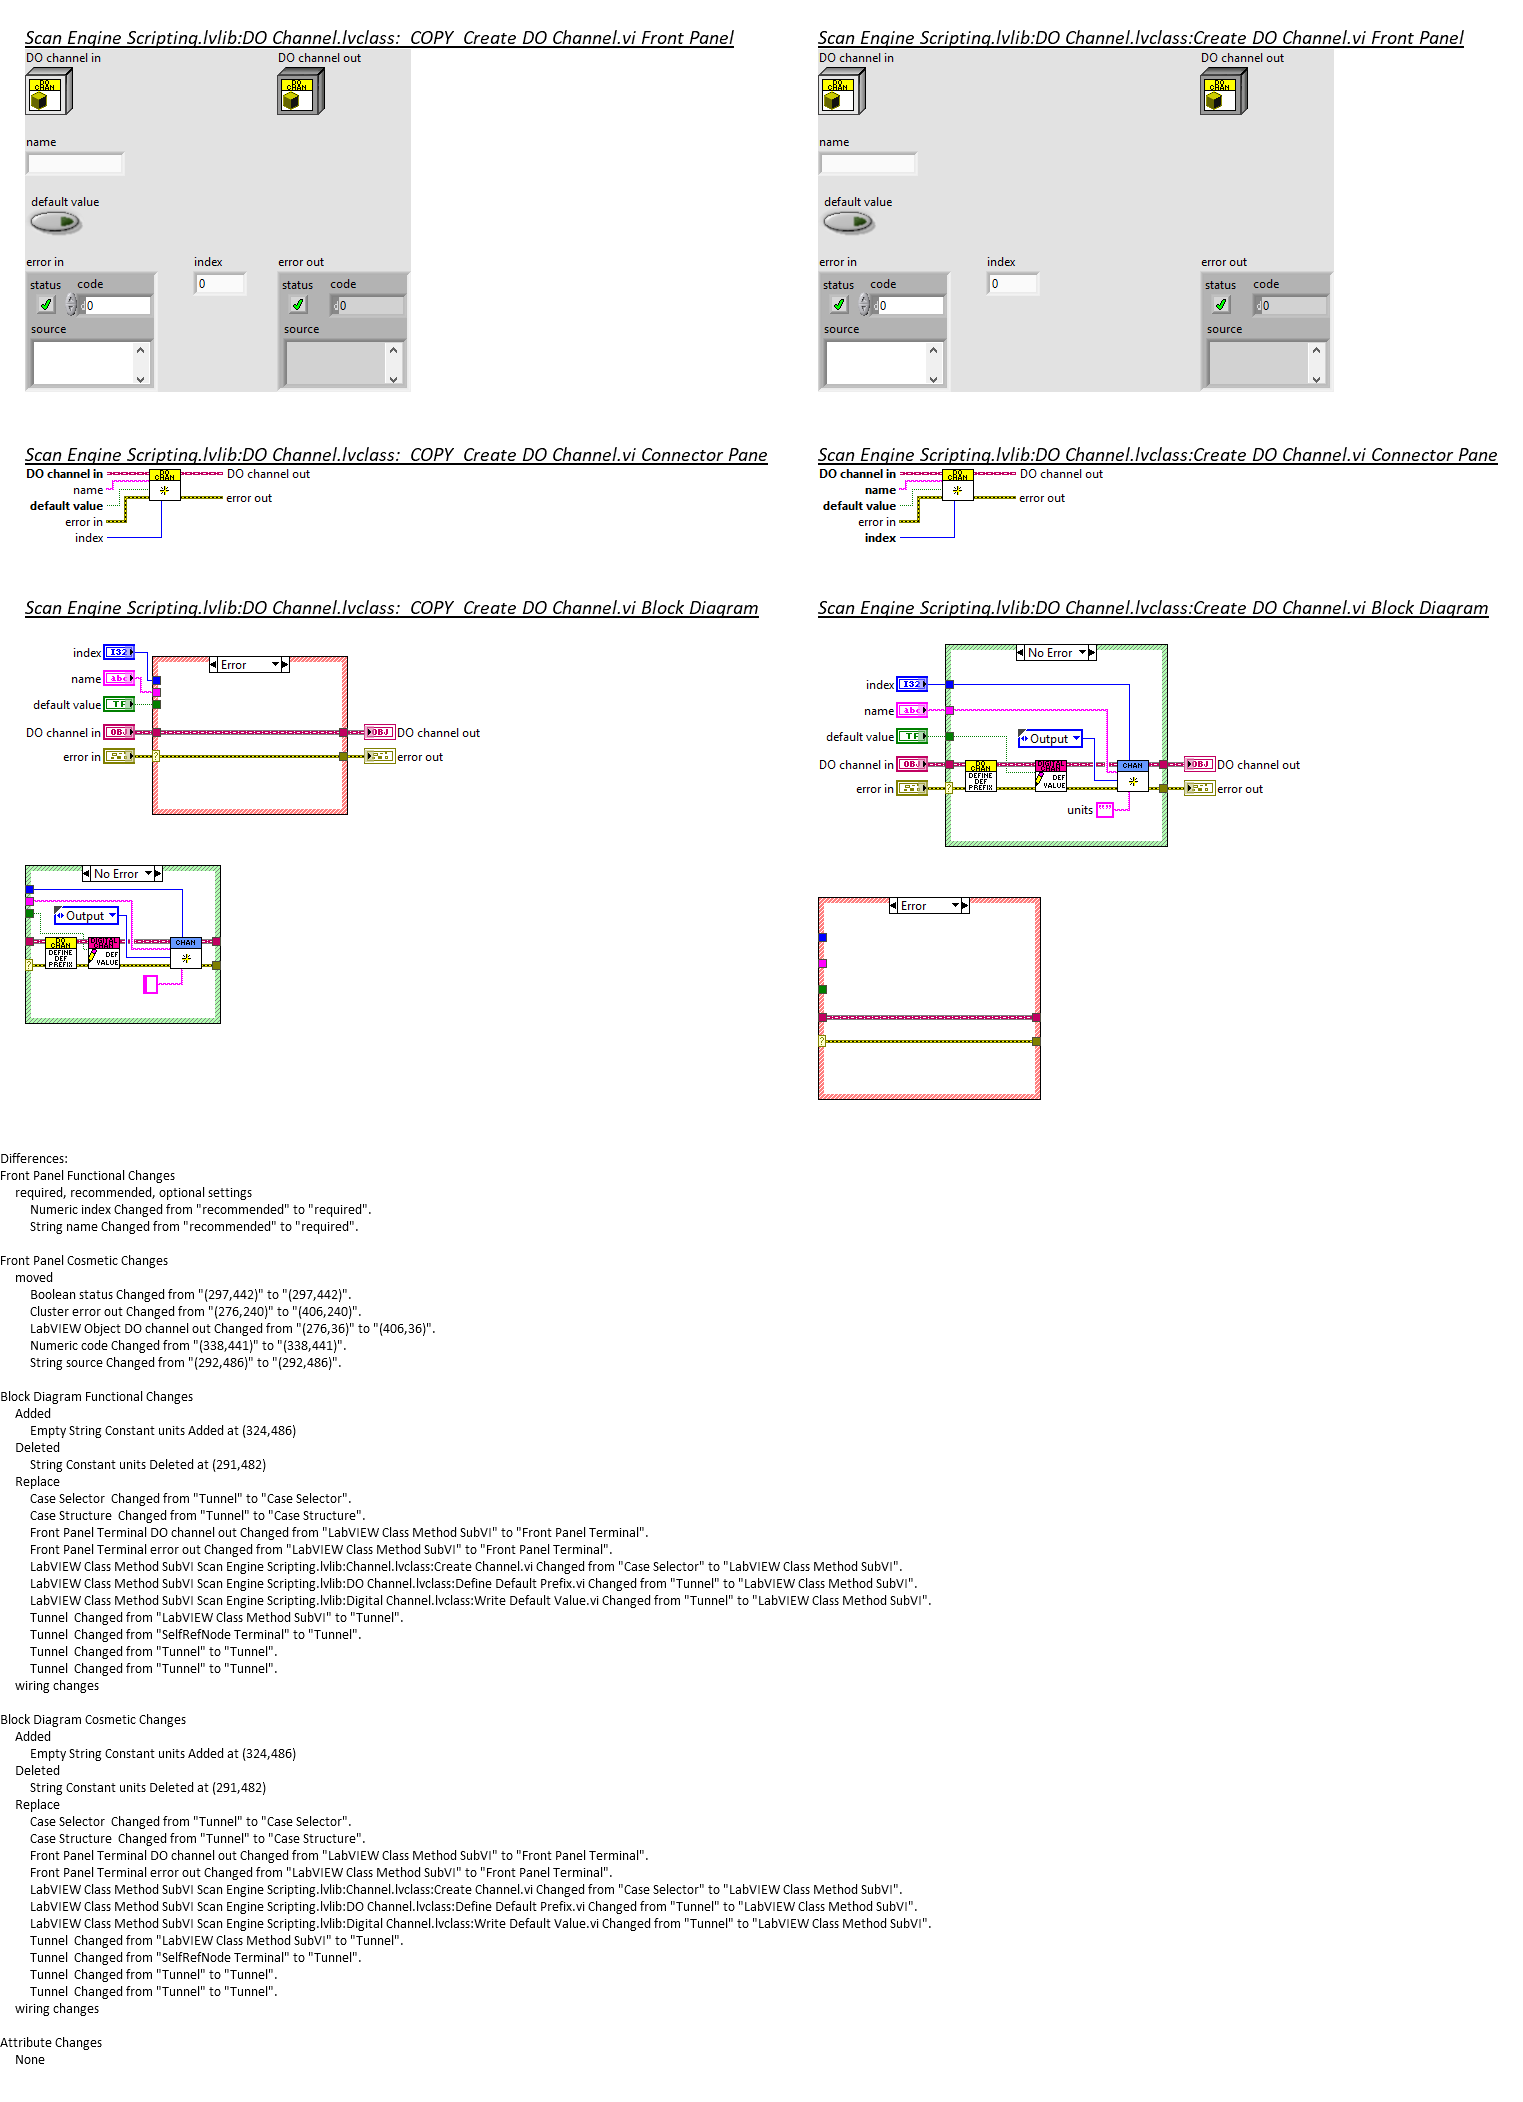 Scan Engine Scripting.lvlib:DO Channel.lvclass:_COPY_Create DO Channel.vi Front Panel
DO channel in
DO channel out
DO CHAN
DO CHAN
name
default value
error in
index
error out
status
code
0
status
code
0
0
source
source
Scan Engine Scripting.lvlib:DO Channel.lvclass:Create DO Channel.vi Front Panel
DO channel in
DO channel out
DO CHAN
DO CHAN
name
default value
error in
index
error out
status
code
0
status
code
0
0
source
source
Scan Engine Scripting.lvlib:DO Channel.lvclass:_COPY_Create DO Channel.vi Connector Pane
DO channel in
DO CHAN
DO channel out
name
default value
error out
error in
index
Scan Engine Scripting.lvlib:DO Channel.lvclass:Create DO Channel.vi Connector Pane
DO channel in
DO CHAN
DO channel out
name
default value
error out
error in
index
Scan Engine Scripting.lvlib:DO Channel.lvclass:_COPY_Create DO Channel.vi Block Diagram
index I32
Error
name abc
default value TF
DO channel in OBJ
OBJ DO channel out
error in
?
error out
No Error
Output
DO CHAN
DEFINE DEF PREFIX
DIGITAL CHAN
DEF VALUE
CHAN
?
Scan Engine Scripting.lvlib:DO Channel.lvclass:Create DO Channel.vi Block Diagram
No Error
index I32
name abc
default value TF
Output
DO channel in OBJ
DO CHAN
DEFINE DEF PREFIX
DIGITAL CHAN
DEF VALUE
CHAN
OBJ DO channel out
error in
?
error out
units ""
Error
?
Differences:
Front Panel Functional Changes
required, recommended, optional settings
Numeric index Changed from "recommended" to "required".
String name Changed from "recommended" to "required".
Front Panel Cosmetic Changes
moved
Boolean status Changed from "(297,442)" to "(297,442)".
Cluster error out Changed from "(276,240)" to "(406,240)".
LabVIEW Object DO channel out Changed from "(276,36)" to "(406,36)".
Numeric code Changed from "(338,441)" to "(338,441)".
String source Changed from "(292,486)" to "(292,486)".
Block Diagram Functional Changes
Added
Empty String Constant units Added at (324,486)
Deleted
String Constant units Deleted at (291,482)
Replace
Case Selector  Changed from "Tunnel" to "Case Selector".
Case Structure  Changed from "Tunnel" to "Case Structure".
Front Panel Terminal DO channel out Changed from "LabVIEW Class Method SubVI" to "Front Panel Terminal".
Front Panel Terminal error out Changed from "LabVIEW Class Method SubVI" to "Front Panel Terminal".
LabVIEW Class Method SubVI Scan Engine Scripting.lvlib:Channel.lvclass:Create Channel.vi Changed from "Case Selector" to "LabVIEW Class Method SubVI".
LabVIEW Class Method SubVI Scan Engine Scripting.lvlib:DO Channel.lvclass:Define Default Prefix.vi Changed from "Tunnel" to "LabVIEW Class Method SubVI".
LabVIEW Class Method SubVI Scan Engine Scripting.lvlib:Digital Channel.lvclass:Write Default Value.vi Changed from "Tunnel" to "LabVIEW Class Method SubVI".
Tunnel  Changed from "LabVIEW Class Method SubVI" to "Tunnel".
Tunnel  Changed from "SelfRefNode Terminal" to "Tunnel".
Tunnel  Changed from "Tunnel" to "Tunnel".
Tunnel  Changed from "Tunnel" to "Tunnel".
wiring changes
Block Diagram Cosmetic Changes
Added
Empty String Constant units Added at (324,486)
Deleted
String Constant units Deleted at (291,482)
Replace
Case Selector  Changed from "Tunnel" to "Case Selector".
Case Structure  Changed from "Tunnel" to "Case Structure".
Front Panel Terminal DO channel out Changed from "LabVIEW Class Method SubVI" to "Front Panel Terminal".
Front Panel Terminal error out Changed from "LabVIEW Class Method SubVI" to "Front Panel Terminal".
LabVIEW Class Method SubVI Scan Engine Scripting.lvlib:Channel.lvclass:Create Channel.vi Changed from "Case Selector" to "LabVIEW Class Method SubVI".
LabVIEW Class Method SubVI Scan Engine Scripting.lvlib:DO Channel.lvclass:Define Default Prefix.vi Changed from "Tunnel" to "LabVIEW Class Method SubVI".
LabVIEW Class Method SubVI Scan Engine Scripting.lvlib:Digital Channel.lvclass:Write Default Value.vi Changed from "Tunnel" to "LabVIEW Class Method SubVI".
Tunnel  Changed from "LabVIEW Class Method SubVI" to "Tunnel".
Tunnel  Changed from "SelfRefNode Terminal" to "Tunnel".
Tunnel  Changed from "Tunnel" to "Tunnel".
Tunnel  Changed from "Tunnel" to "Tunnel".
wiring changes
Attribute Changes
None